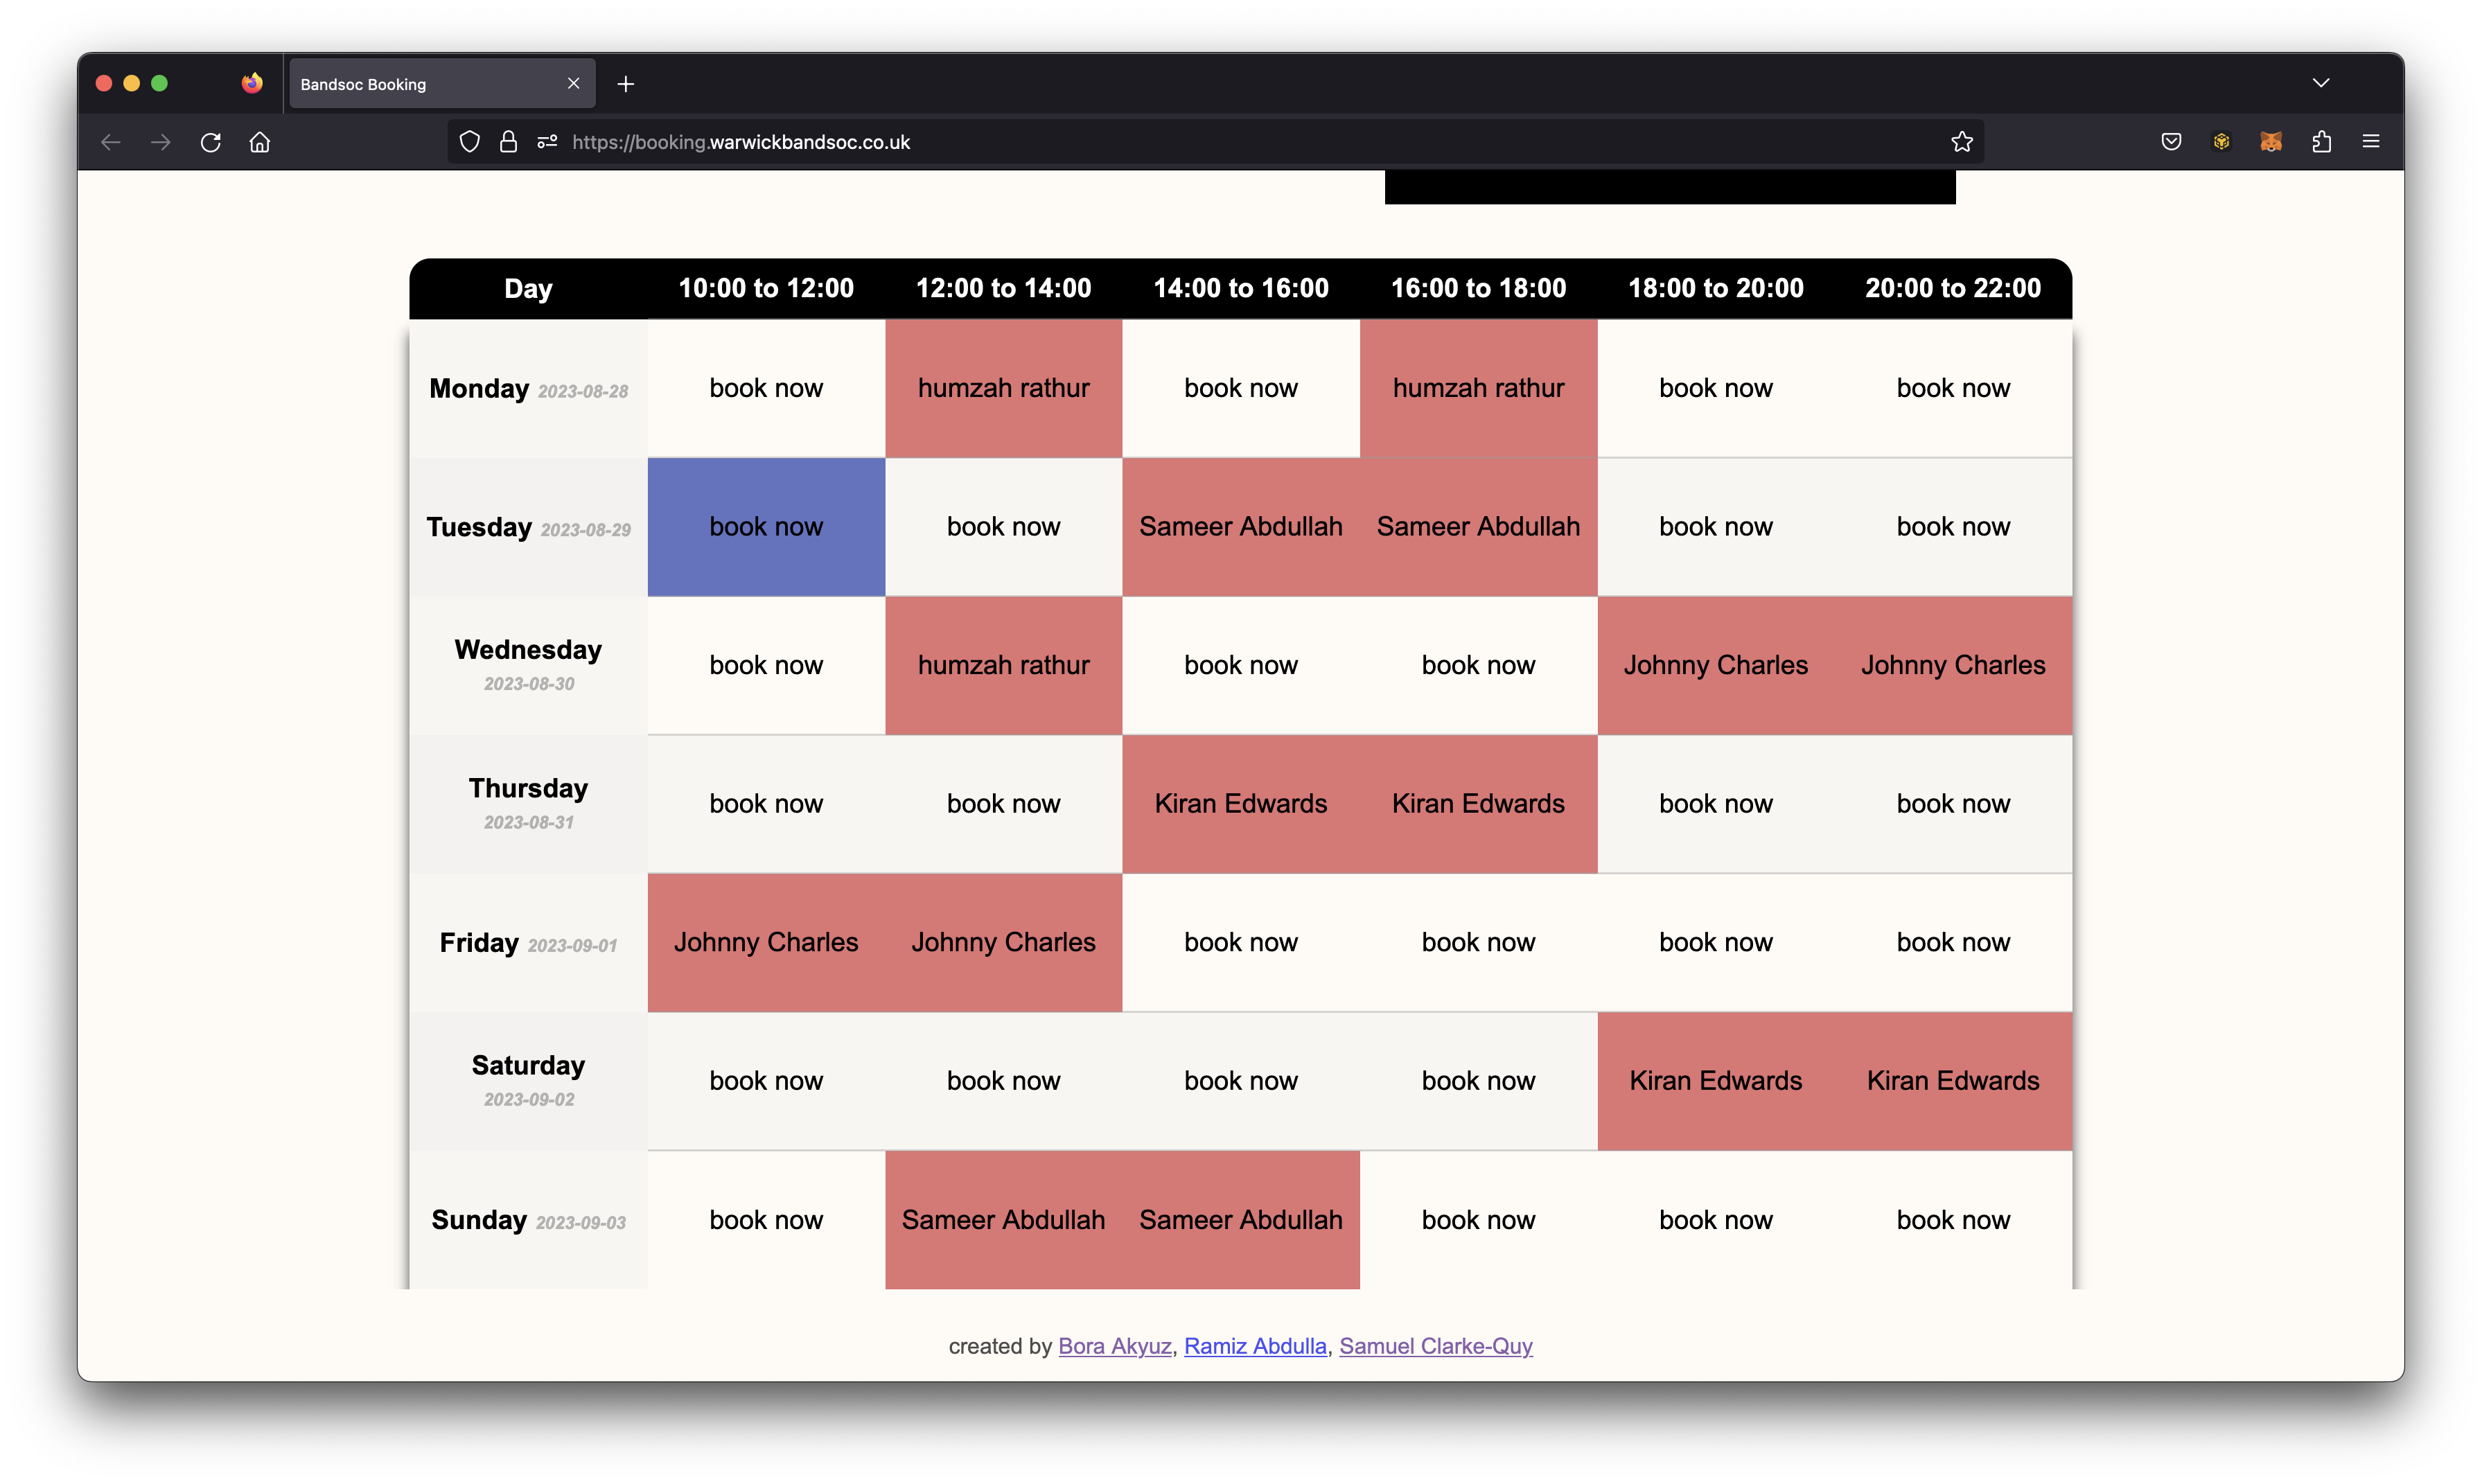 Bandsoc Booking
https://booking.warwickbandsoc.co.uk
Day 10:00 to 12:00 12:00 to 14:00 14:00 to 16:00 16:00 to 18:00 18:00 to 20:00 20:00 to 22:00
Monday 2023-08-28 book now humzah rathur book now humzah rathur book now book now
Tuesday 2023-08-29 book now book now Sameer Abdullah Sameer Abdullah book now book now
Wednesday
2023-08-30
book now humzah rathur book now book now Johnny Charles Johnny Charles
Thursday
2023-08-31
book now book now Kiran Edwards Kiran Edwards book now book now
Friday 2023-09-01 Johnny Charles Johnny Charles book now book now book now book now
Saturday
2023-09-02
book now book now book now book now Kiran Edwards Kiran Edwards
Sunday 2023-09-03 book now Sameer Abdullah Sameer Abdullah book now book now book now
created by Bora Akyuz, Ramiz Abdulla, Samuel Clarke-Quy